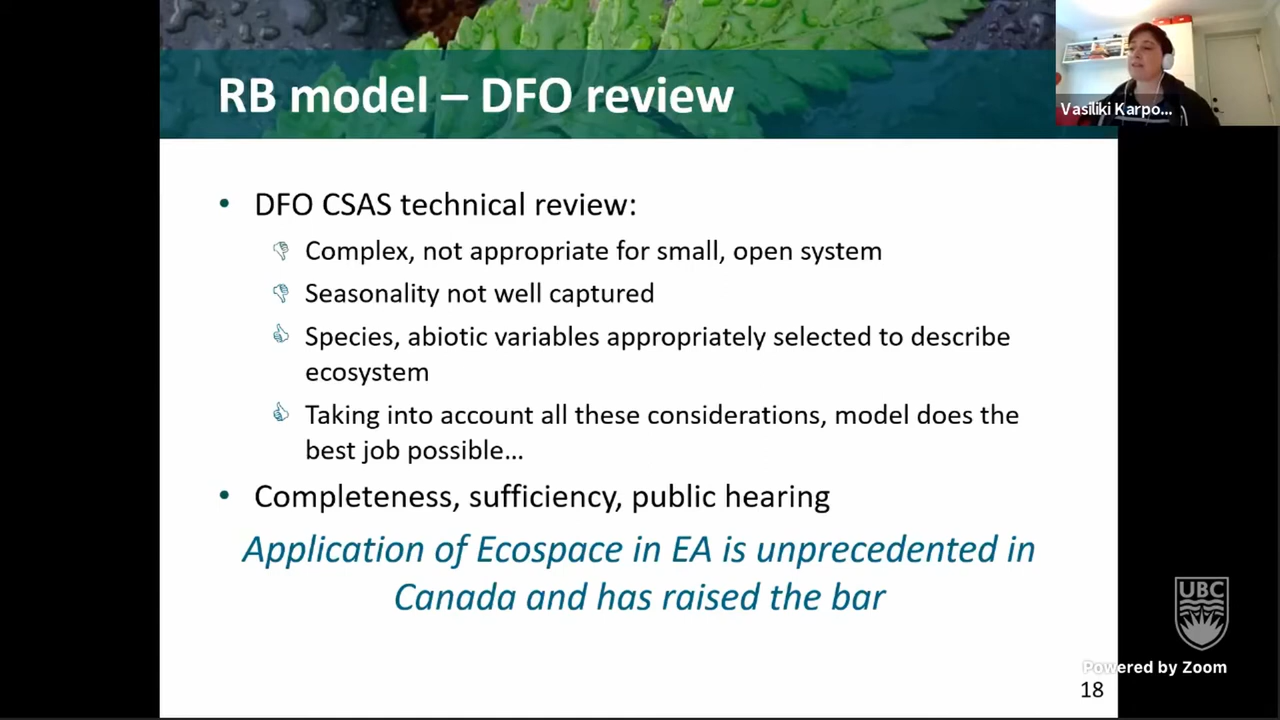 RB model – DFO review
Vasiliki Karpo...
• DFO CSAS technical review:
Complex, not appropriate for small, open system
Seasonality not well captured
Species, abiotic variables appropriately selected to describe
ecosystem
Taking into account all these considerations, model does the
best job possible…
• Completeness, sufficiency, public hearing
Application of Ecospace in EA is unprecedented in
Canada and has raised the bar
UBC
Powered by Zoom
18